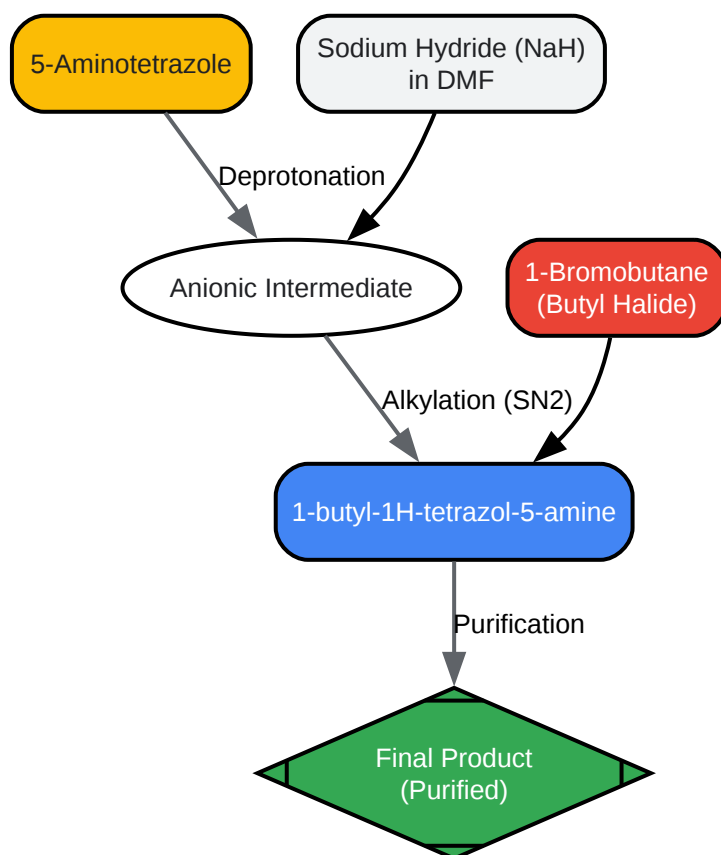 5-Aminotetrazole
Sodium Hydride (NaH)
in DMF
Deprotonation
Anionic Intermediate
1-Bromobutane
(Butyl Halide)
Alkylation (SN2)
1-butyl-1H-tetrazol-5-amine
Purification
Final Product
(Purified)